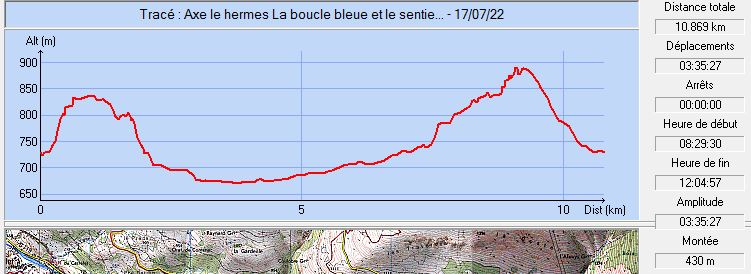 Tracé : Axe le hermes La boucle bleue et le sentie... - 17/07/22
Alt (m)
900
850
800
750
700
650
0
5
10
Dist (km)
Distance totale
10.869 km
Déplacements
03:35:27
Arrêts
00:00:00
Heure de début
08:29:30
Heure de fin
12:04:57
Amplitude
03:35:27
Montée
430 m